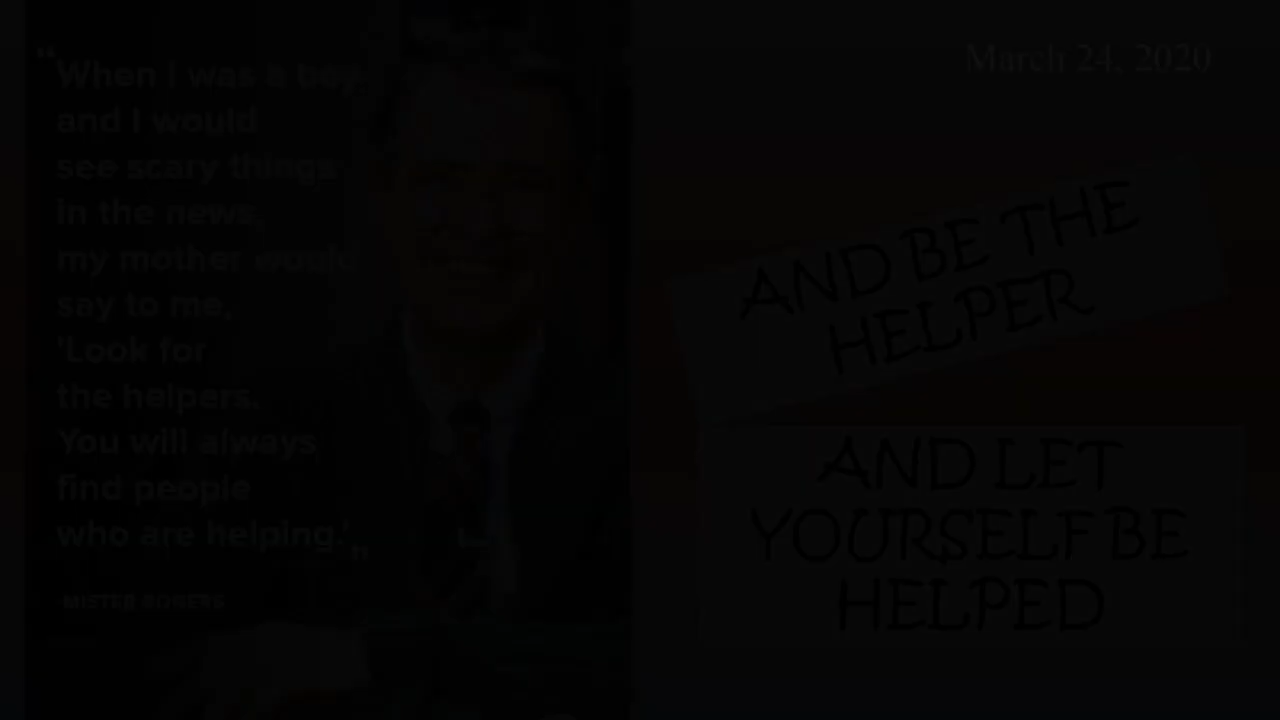 “When I was a boy
and I would
see scary things
in the news,
my mother would
say to me,
'Look for
the helpers.
You will always
find people
who are helping.'”
MISTER ROGERS
March 24, 2020
AND BE THE
HELPER
AND LET
YOURSELF BE
HELPED